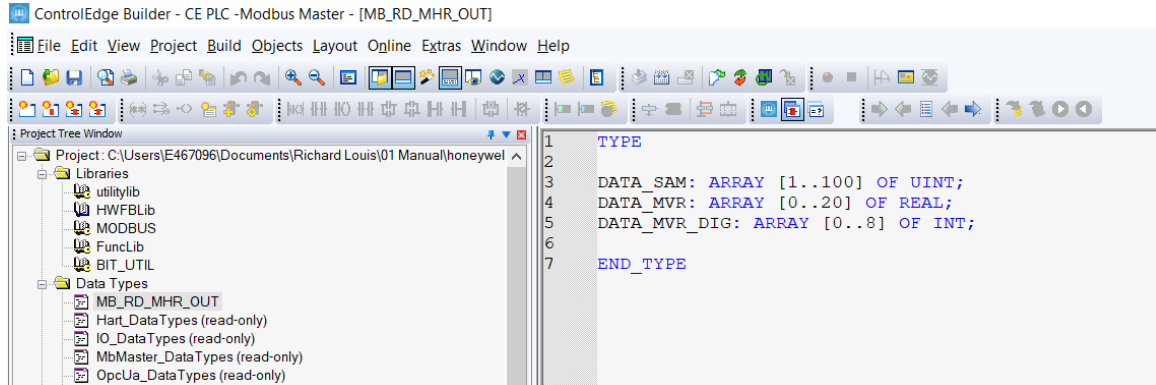 ControlEdge Builder - CE PLC -Modbus Master - [MB_RD_MHR_OUT]
File Edit View Project Build Objects Layout Online Extras Window Help
Project Tree Window
Project: C:\Users\E467096\Documents\Richard Louis\01 Manual\honeywel
Libraries
utilitylib
HWFBLib
MODBUS
FuncLib
BIT_UTIL
Data Types
MB_RD_MHR_OUT
Hart_DataTypes (read-only)
IO_DataTypes (read-only)
MbMaster_DataTypes (read-only)
OpcUa_DataTypes (read-only)
1 TYPE
2
3 DATA_SAM: ARRAY [1..100] OF UINT;
4 DATA_MVR: ARRAY [0..20] OF REAL;
5 DATA_MVR_DIG: ARRAY [0..8] OF INT;
6
7 END_TYPE